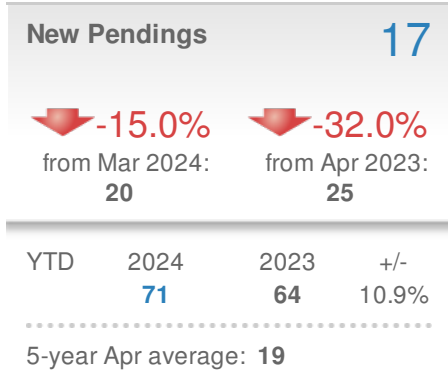 New Pendings 17
-15.0% -32.0%
from Mar 2024: from Apr 2023:
20 25
YTD 2024 2023 +/-
71 64 10.9%
5-year Apr average: 19